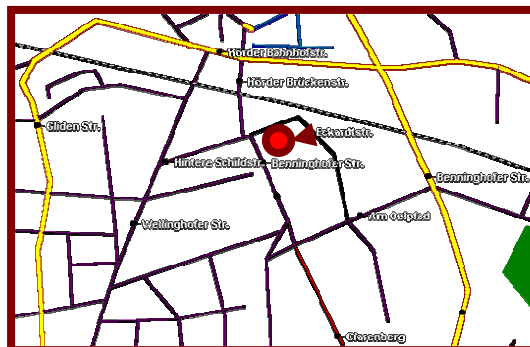 Hörder Bahnhofstr.
Hörder Brückenstr.
Gliden Str.
Eckardtstr.
Hintere Schildstr.
Benninghofer Str.
Benninghofer Str.
Am Oelpfad
Wellinghofer Str.
Clarenberg